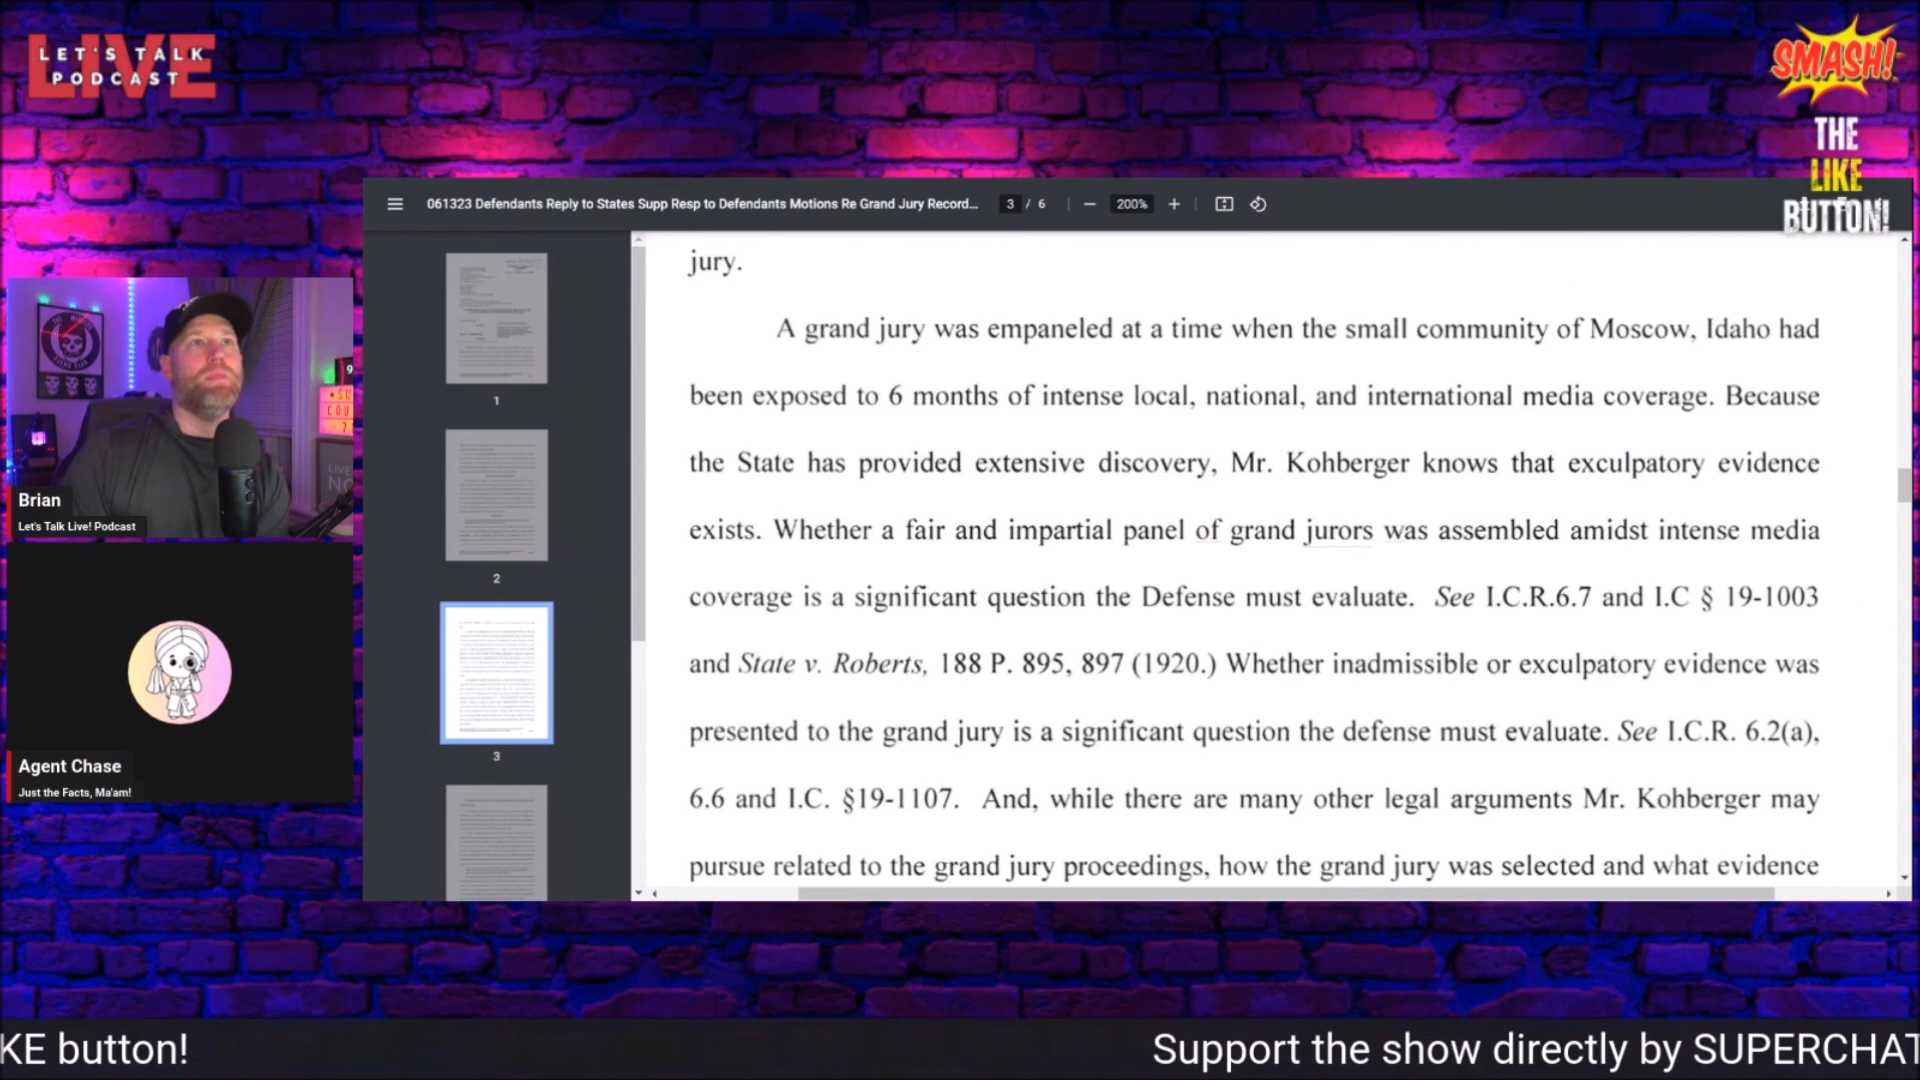 LET'S TALK
LIVE
PODCAST
SMASH!
THE
LIKE
BUTTON!
061323 Defendants Reply to States Supp Resp to Defendants Motions Re Grand Jury Record... 3 / 6 200%
1
2
3
jury.
A grand jury was empaneled at a time when the small community of Moscow, Idaho had
been exposed to 6 months of intense local, national, and international media coverage. Because
the State has provided extensive discovery, Mr. Kohberger knows that exculpatory evidence
exists. Whether a fair and impartial panel of grand jurors was assembled amidst intense media
coverage is a significant question the Defense must evaluate. See I.C.R.6.7 and I.C § 19-1003
and State v. Roberts, 188 P. 895, 897 (1920.) Whether inadmissible or exculpatory evidence was
presented to the grand jury is a significant question the defense must evaluate. See I.C.R. 6.2(a),
6.6 and I.C. §19-1107. And, while there are many other legal arguments Mr. Kohberger may
pursue related to the grand jury proceedings, how the grand jury was selected and what evidence
Brian
Let's Talk Live! Podcast
Agent Chase
Just the Facts, Ma'am!
KE button!
Support the show directly by SUPERCHAT